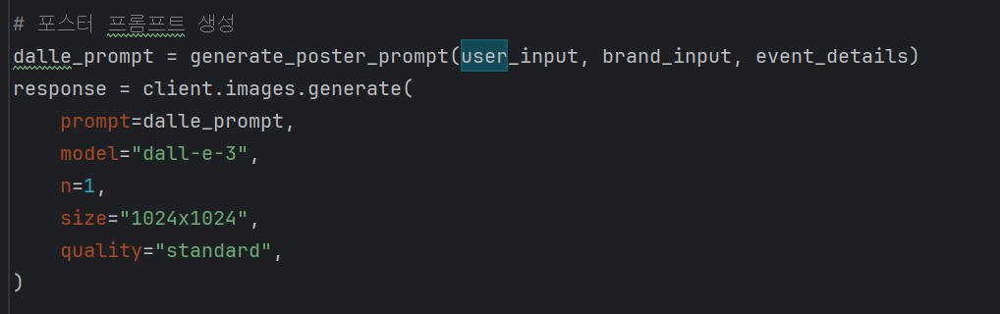 # 포스터 프롬프트 생성
dalle_prompt = generate_poster_prompt(user_input, brand_input, event_details)
response = client.images.generate(
    prompt=dalle_prompt,
    model="dall-e-3",
    n=1,
    size="1024x1024",
    quality="standard",
)